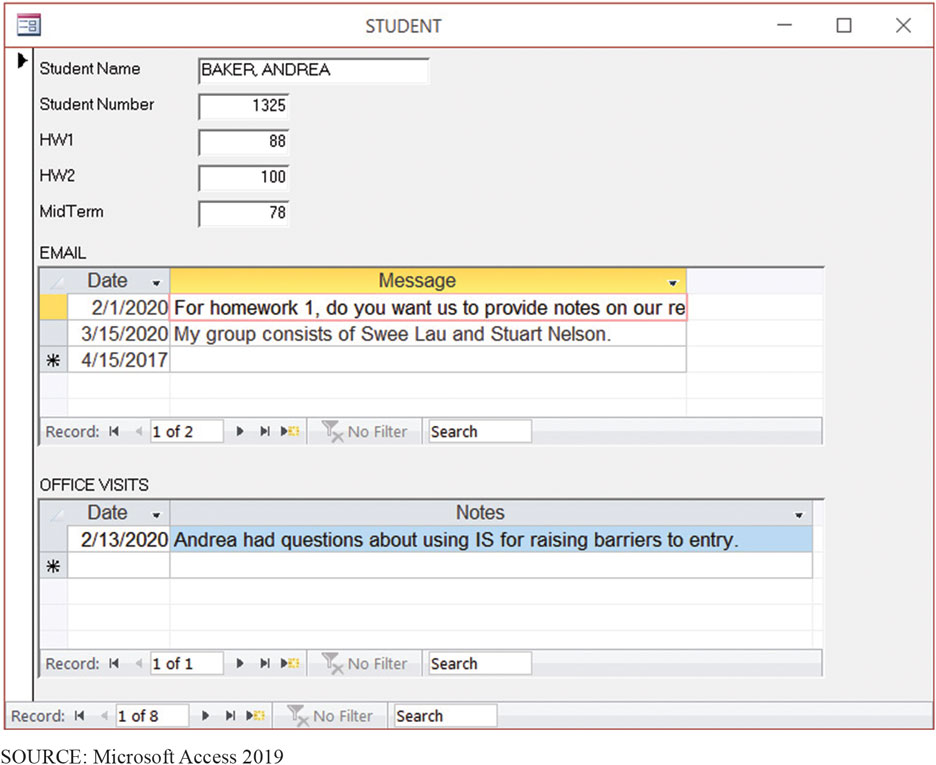 STUDENT
Student Name BAKER, ANDREA
Student Number 1325
HW1 88
HW2 100
MidTerm 78
EMAIL
Date Message
2/1/2020 For homework 1, do you want us to provide notes on our re
3/15/2020 My group consists of Swee Lau and Stuart Nelson.
4/15/2017
Record: 1 of 2 No Filter Search
OFFICE VISITS
Date Notes
2/13/2020 Andrea had questions about using IS for raising barriers to entry.
Record: 1 of 1 No Filter Search
Record: 1 of 8 No Filter Search
SOURCE: Microsoft Access 2019